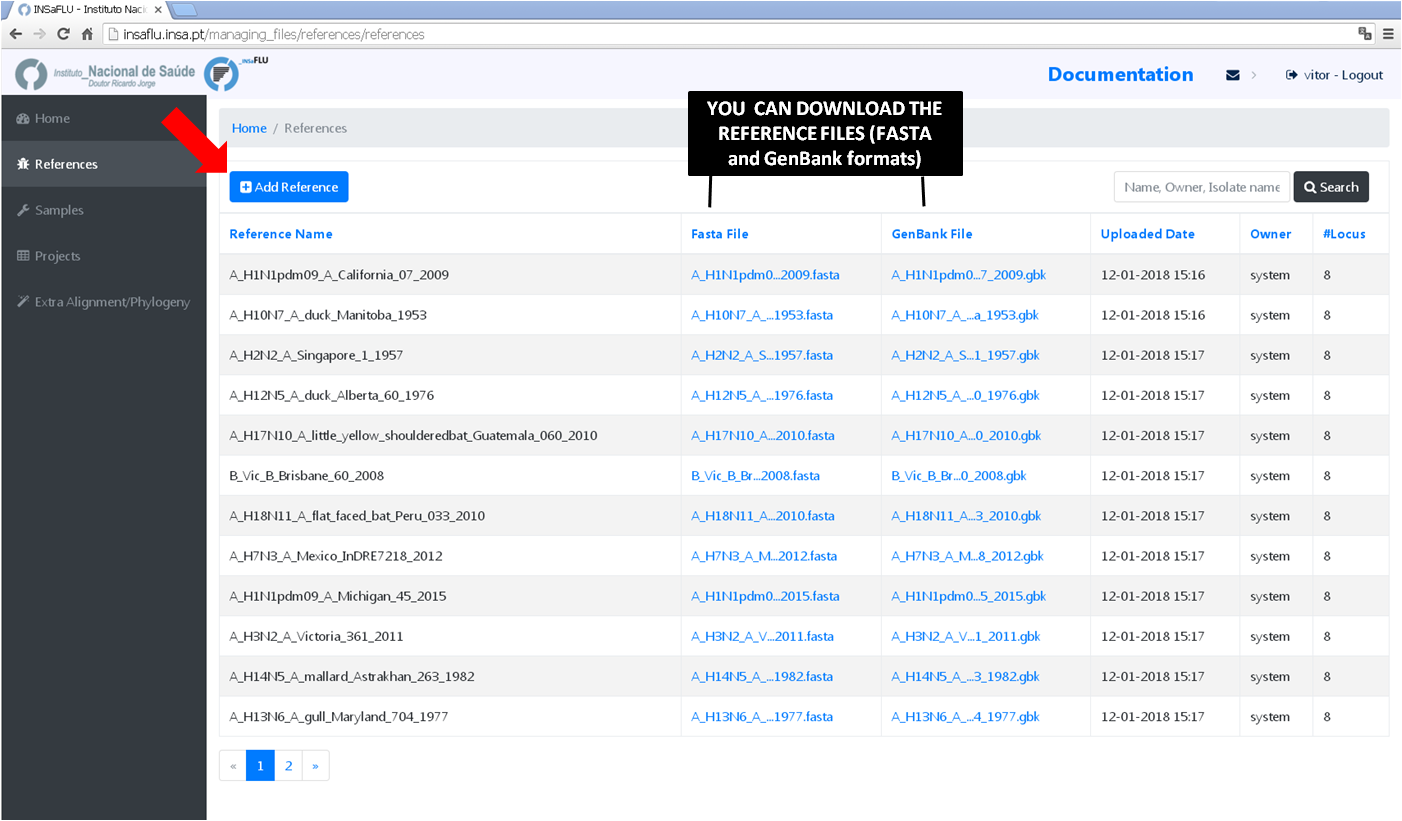 INSaFLU - Instituto Naci
insaflu.insa.pt/managing_files/references/references
Instituto_Nacional de Saúde
Doutor Ricardo Jorge
_INSaFLU
Documentation
vitor - Logout
Home
References
Samples
Projects
Extra Alignment/Phylogeny
Home / References
YOU CAN DOWNLOAD THE
REFERENCE FILES (FASTA
and GenBank formats)
Add Reference
Name, Owner, Isolate name
Search
Reference Name Fasta File GenBank File Uploaded Date Owner #Locus
A_H1N1pdm09_A_California_07_2009 A_H1N1pdm0...2009.fasta A_H1N1pdm0...7_2009.gbk 12-01-2018 15:16 system 8
A_H10N7_A_duck_Manitoba_1953 A_H10N7_A_...1953.fasta A_H10N7_A_...a_1953.gbk 12-01-2018 15:16 system 8
A_H2N2_A_Singapore_1_1957 A_H2N2_A_S...1957.fasta A_H2N2_A_S...1_1957.gbk 12-01-2018 15:17 system 8
A_H12N5_A_duck_Alberta_60_1976 A_H12N5_A_...1976.fasta A_H12N5_A_...0_1976.gbk 12-01-2018 15:17 system 8
A_H17N10_A_little_yellow_shoulderedbat_Guatemala_060_2010 A_H17N10_A...2010.fasta A_H17N10_A...0_2010.gbk 12-01-2018 15:17 system 8
B_Vic_B_Brisbane_60_2008 B_Vic_B_Br...2008.fasta B_Vic_B_Br...0_2008.gbk 12-01-2018 15:17 system 8
A_H18N11_A_flat_faced_bat_Peru_033_2010 A_H18N11_A...2010.fasta A_H18N11_A...3_2010.gbk 12-01-2018 15:17 system 8
A_H7N3_A_Mexico_InDRE7218_2012 A_H7N3_A_M...2012.fasta A_H7N3_A_M...8_2012.gbk 12-01-2018 15:17 system 8
A_H1N1pdm09_A_Michigan_45_2015 A_H1N1pdm0...2015.fasta A_H1N1pdm0...5_2015.gbk 12-01-2018 15:17 system 8
A_H3N2_A_Victoria_361_2011 A_H3N2_A_V...2011.fasta A_H3N2_A_V...1_2011.gbk 12-01-2018 15:17 system 8
A_H14N5_A_mallard_Astrakhan_263_1982 A_H14N5_A_...1982.fasta A_H14N5_A_...3_1982.gbk 12-01-2018 15:17 system 8
A_H13N6_A_gull_Maryland_704_1977 A_H13N6_A_...1977.fasta A_H13N6_A_...4_1977.gbk 12-01-2018 15:17 system 8
« 1 2 »